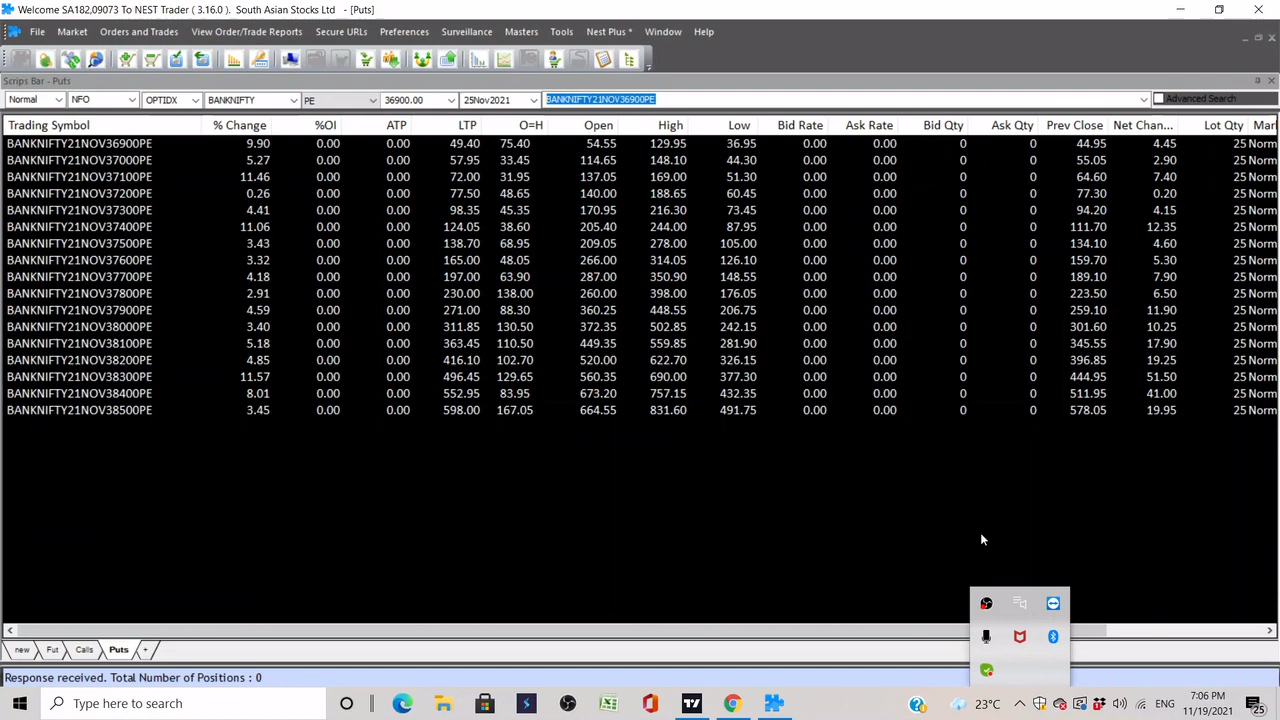 Welcome SA182,09073 To NEST Trader ( 3.16.0 ). South Asian Stocks Ltd - [Puts]
File Market Orders and Trades View Order/Trade Reports Secure URLs Preferences Surveillance Masters Tools Nest Plus* Window Help
Scrips Bar - Puts
Normal NFO OPTIDX BANKNIFTY PE 36900.00 25Nov2021 BANKNIFTY21NOV36900PE Advanced Search
Trading Symbol % Change %OI ATP LTP O=H Open High Low Bid Rate Ask Rate Bid Qty Ask Qty Prev Close Net Chan... Lot Qty Mar
BANKNIFTY21NOV36900PE 9.90 0.00 0.00 49.40 75.40 54.55 129.95 36.95 0.00 0.00 0 0 44.95 4.45 25 Norm
BANKNIFTY21NOV37000PE 5.27 0.00 0.00 57.95 33.45 114.65 148.10 44.30 0.00 0.00 0 0 55.05 2.90 25 Norm
BANKNIFTY21NOV37100PE 11.46 0.00 0.00 72.00 31.95 137.05 169.00 51.30 0.00 0.00 0 0 64.60 7.40 25 Norm
BANKNIFTY21NOV37200PE 0.26 0.00 0.00 77.50 48.65 140.00 188.65 60.45 0.00 0.00 0 0 77.30 0.20 25 Norm
BANKNIFTY21NOV37300PE 4.41 0.00 0.00 98.35 45.35 170.95 216.30 73.45 0.00 0.00 0 0 94.20 4.15 25 Norm
BANKNIFTY21NOV37400PE 11.06 0.00 0.00 124.05 38.60 205.40 244.00 87.95 0.00 0.00 0 0 111.70 12.35 25 Norm
BANKNIFTY21NOV37500PE 3.43 0.00 0.00 138.70 68.95 209.05 278.00 105.00 0.00 0.00 0 0 134.10 4.60 25 Norm
BANKNIFTY21NOV37600PE 3.32 0.00 0.00 165.00 48.05 266.00 314.05 126.10 0.00 0.00 0 0 159.70 5.30 25 Norm
BANKNIFTY21NOV37700PE 4.18 0.00 0.00 197.00 63.90 287.00 350.90 148.55 0.00 0.00 0 0 189.10 7.90 25 Norm
BANKNIFTY21NOV37800PE 2.91 0.00 0.00 230.00 138.00 260.00 398.00 176.05 0.00 0.00 0 0 223.50 6.50 25 Norm
BANKNIFTY21NOV37900PE 4.59 0.00 0.00 271.00 88.30 360.25 448.55 206.75 0.00 0.00 0 0 259.10 11.90 25 Norm
BANKNIFTY21NOV38000PE 3.40 0.00 0.00 311.85 130.50 372.35 502.85 242.15 0.00 0.00 0 0 301.60 10.25 25 Norm
BANKNIFTY21NOV38100PE 5.18 0.00 0.00 363.45 110.50 449.35 559.85 281.90 0.00 0.00 0 0 345.55 17.90 25 Norm
BANKNIFTY21NOV38200PE 4.85 0.00 0.00 416.10 102.70 520.00 622.70 326.15 0.00 0.00 0 0 396.85 19.25 25 Norm
BANKNIFTY21NOV38300PE 11.57 0.00 0.00 496.45 129.65 560.35 690.00 377.30 0.00 0.00 0 0 444.95 51.50 25 Norm
BANKNIFTY21NOV38400PE 8.01 0.00 0.00 552.95 83.95 673.20 757.15 432.35 0.00 0.00 0 0 511.95 41.00 25 Norm
BANKNIFTY21NOV38500PE 3.45 0.00 0.00 598.00 167.05 664.55 831.60 491.75 0.00 0.00 0 0 578.05 19.95 25 Norm
new Fut Calls Puts +
Response received. Total Number of Positions : 0
Type here to search 23°C ENG 7:06 PM
11/19/2021 25